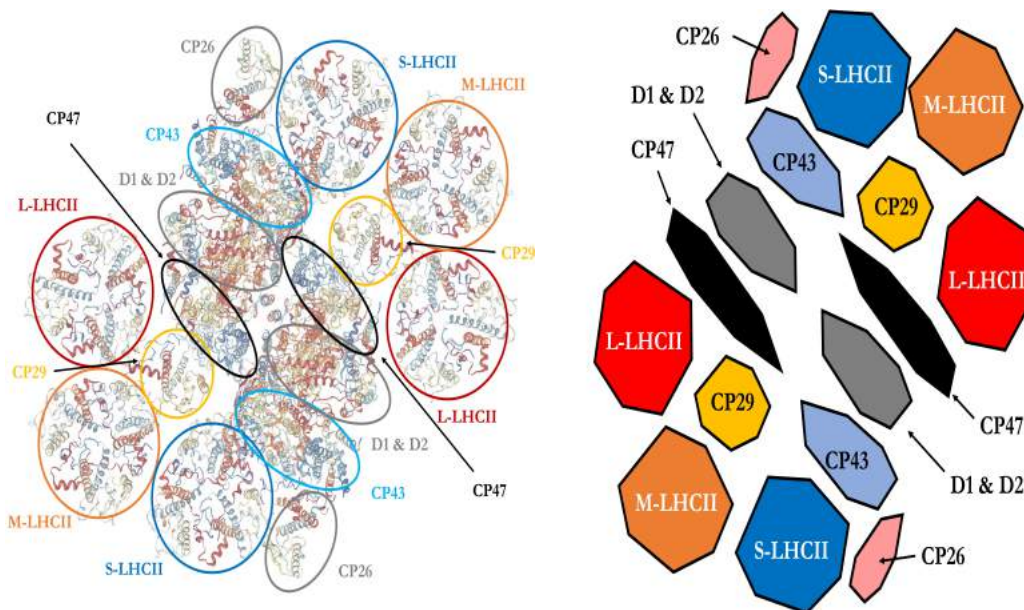 CP26
S-LHCII
M-LHCII
CP47
CP43
D1 & D2
L-LHCII
CP29
CP29
L-LHCII
D1 & D2
M-LHCII
CP43
CP47
S-LHCII
CP26
CP26
S-LHCII
M-LHCII
D1 & D2
CP43
CP47
CP29
L-LHCII
L-LHCII
CP29
CP47
CP43
D1 & D2
M-LHCII
S-LHCII
CP26